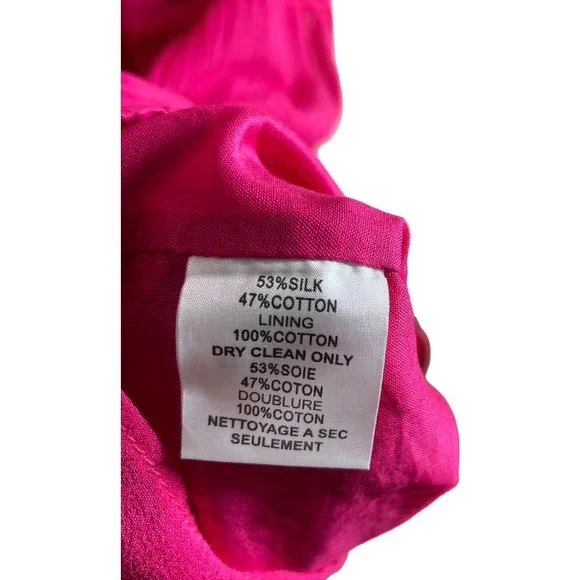 53%SILK
47%COTTON
LINING
100%COTTON
DRY CLEAN ONLY
53%SOIE
47%COTON
DOUBLURE
100%COTON
NETTOYAGE A SEC
SEULEMENT